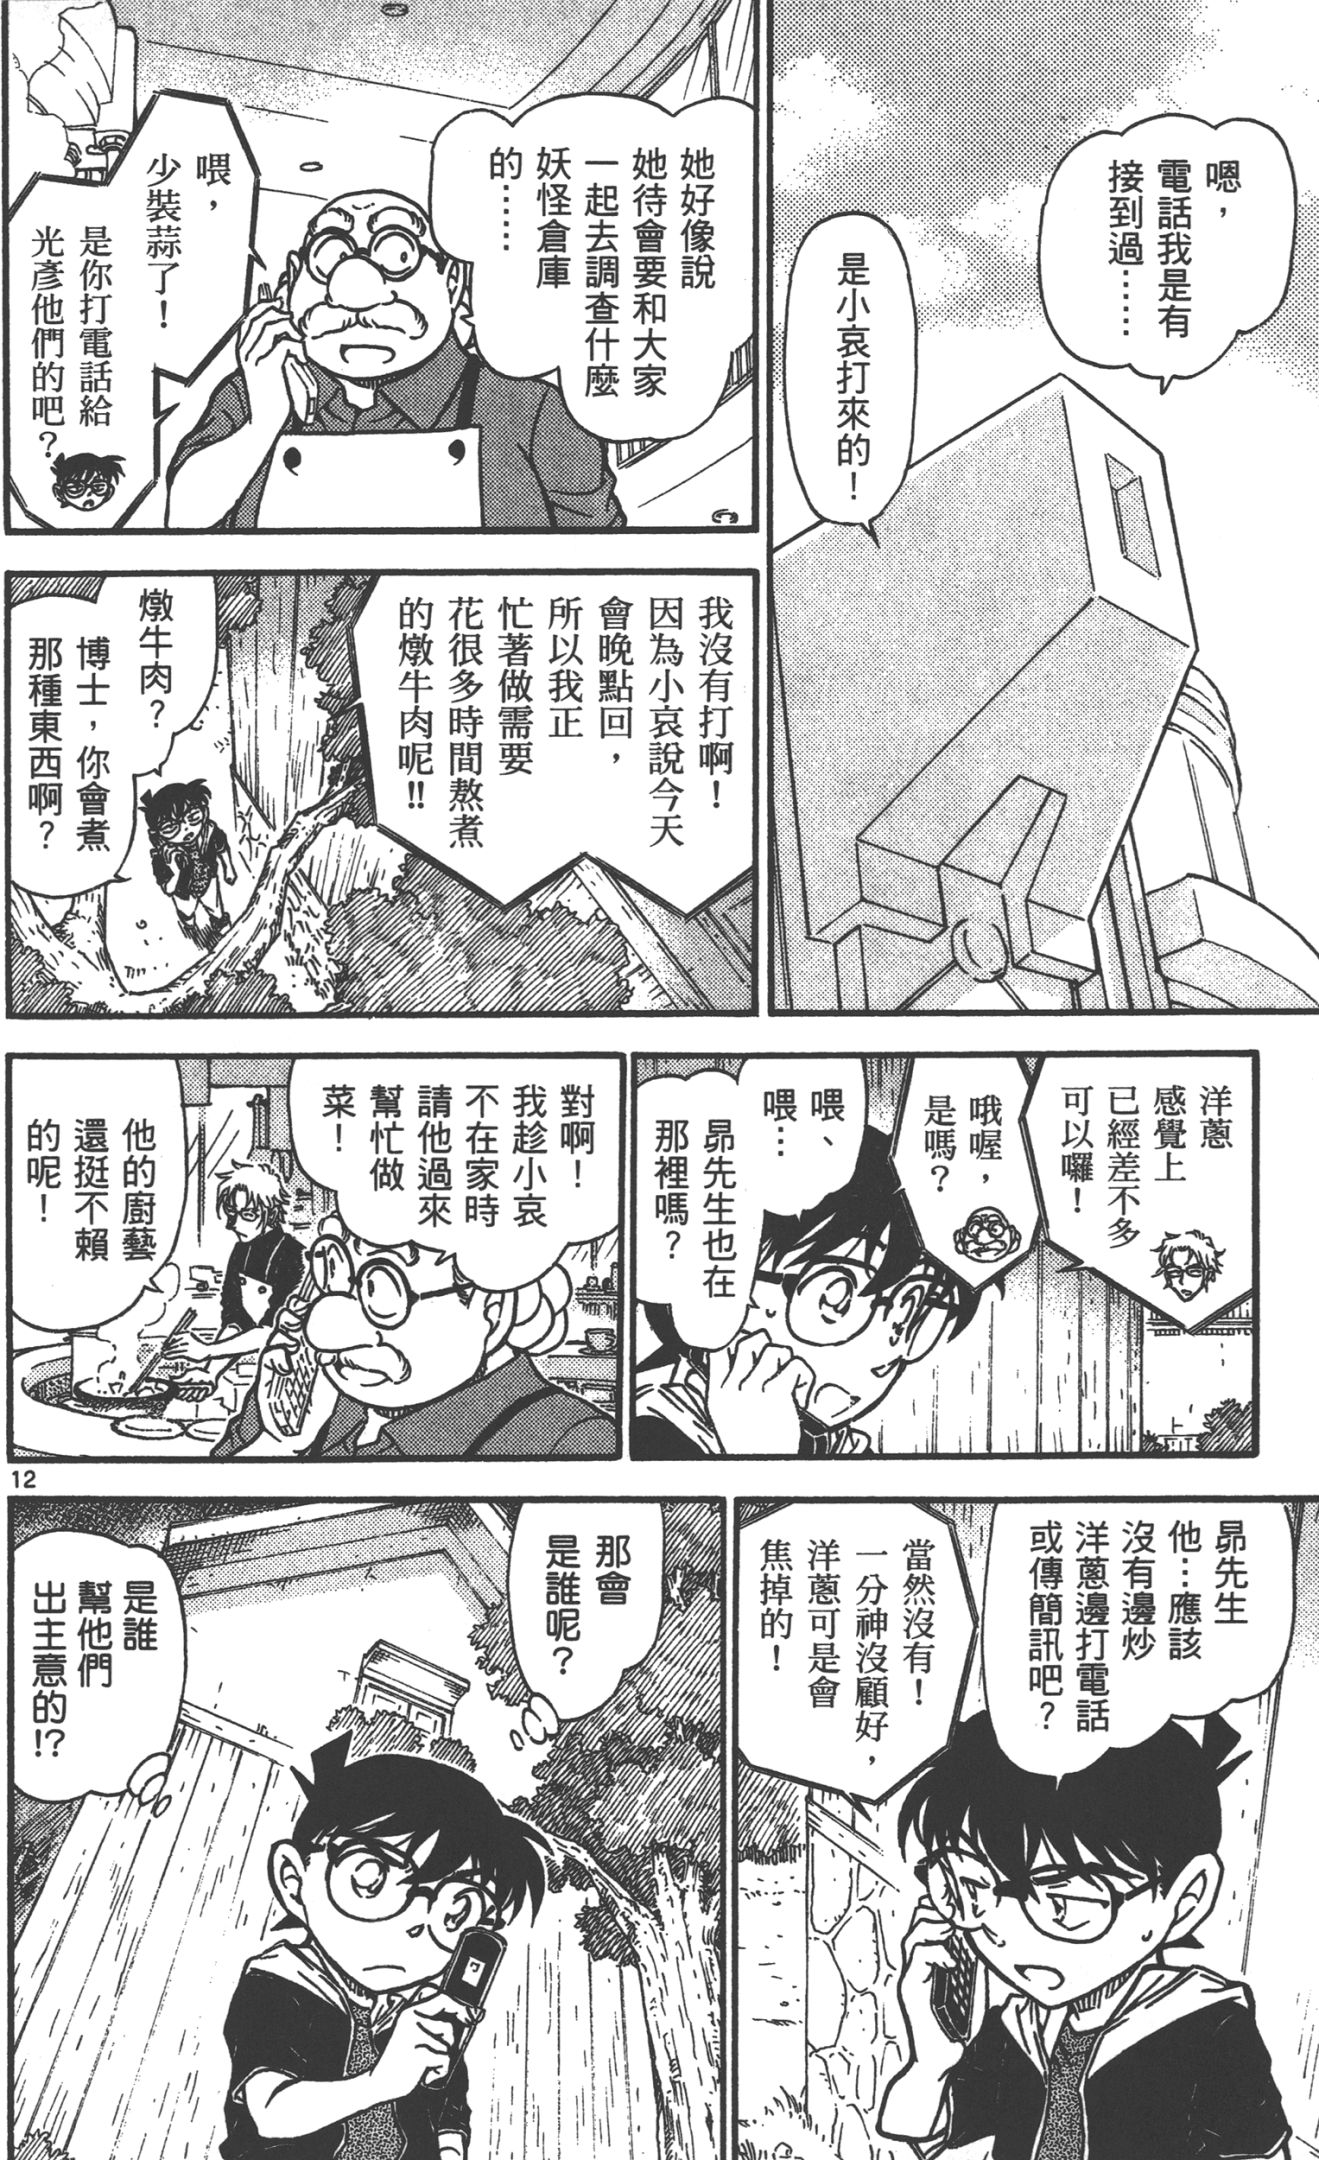 嗯，
電話我是有
接到過……
是小哀打來的！
她好像說
她待會要和大家
一起去調查什麼
妖怪倉庫
的……
喂，
少裝蒜了！
是你打電話給
光彥他們的吧？
我沒有打啊！
因為小哀說今天
會晚點回，
所以我正
忙著做需要
花很多時間熬煮
的燉牛肉呢!!
燉牛肉？
博士，你會煮
那種東西啊？
洋蔥
感覺上
已經差不多
可以囉！
哦喔，
是嗎？
喂、
喂…
昴先生也在
那裡嗎？
對啊！
我趁小哀
不在家時
請他過來
幫忙做
菜！
他的廚藝
還挺不賴
的呢！
12
昴先生
他…應該
沒有邊炒
洋蔥邊打電話
或傳簡訊吧？
當然沒有！
一分神沒顧好，
洋蔥可是會
焦掉的！
那會
是誰呢？
是誰
幫他們
出主意的!?